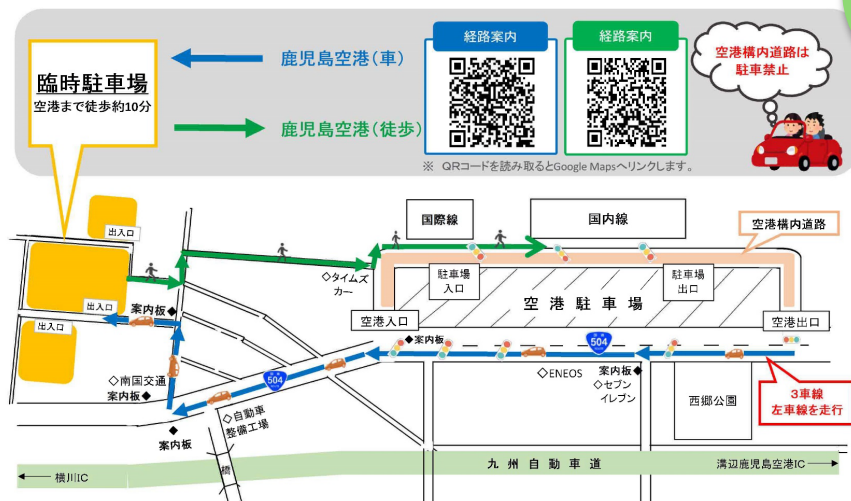 臨時駐車場
空港まで徒歩約10分
鹿児島空港(車)
鹿児島空港(徒歩)
経路案内
経路案内
※ QRコードを読み取るとGoogle Mapsへリンクします。
空港構内道路は
駐車禁止
出入口
出入口
出入口
国際線
国内線
空港構内道路
◇タイムズ
カー
駐車場
入口
駐車場
出口
空港駐車場
空港入口
空港出口
案内板◆
◆案内板
504
504
◇ENEOS
案内板◆
◇セブン
イレブン
西郷公園
3車線
左車線を走行
◇南国交通
案内板◆
◆
案内板
◇自動車
整備工場
橋
九州自動車道
横川IC
溝辺鹿児島空港IC